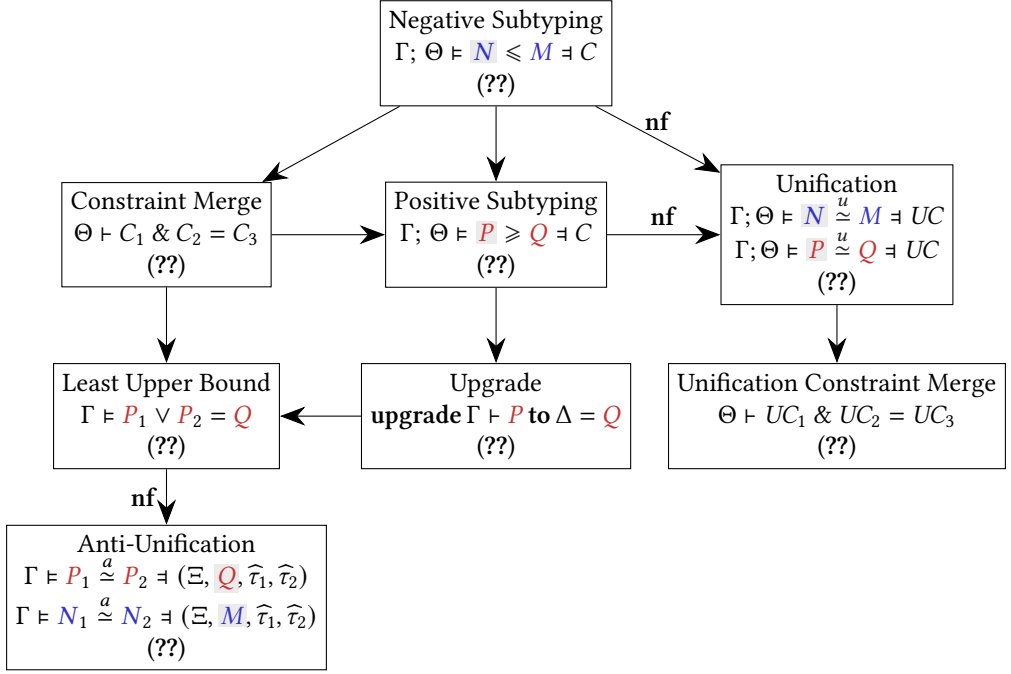 Negative Subtyping
Γ; Θ ⊨ N ⩽ M ⫤ C
(??)
nf
Constraint Merge
Θ ⊢ C₁ & C₂ = C₃
(??)
Positive Subtyping
Γ; Θ ⊨ P ⩾ Q ⫤ C
(??)
nf
Unification
Γ;Θ ⊨ N ≃ᵘ M ⫤ UC
Γ;Θ ⊨ P ≃ᵘ Q ⫤ UC
(??)
Least Upper Bound
Γ ⊨ P₁ ∨ P₂ = Q
(??)
Upgrade
upgrade Γ ⊢ P to Δ = Q
(??)
Unification Constraint Merge
Θ ⊢ UC₁ & UC₂ = UC₃
(??)
nf
Anti-Unification
Γ ⊨ P₁ ≃ᵃ P₂ ⫤ (Ξ, Q, τ̂₁, τ̂₂)
Γ ⊨ N₁ ≃ᵃ N₂ ⫤ (Ξ, M, τ̂₁, τ̂₂)
(??)